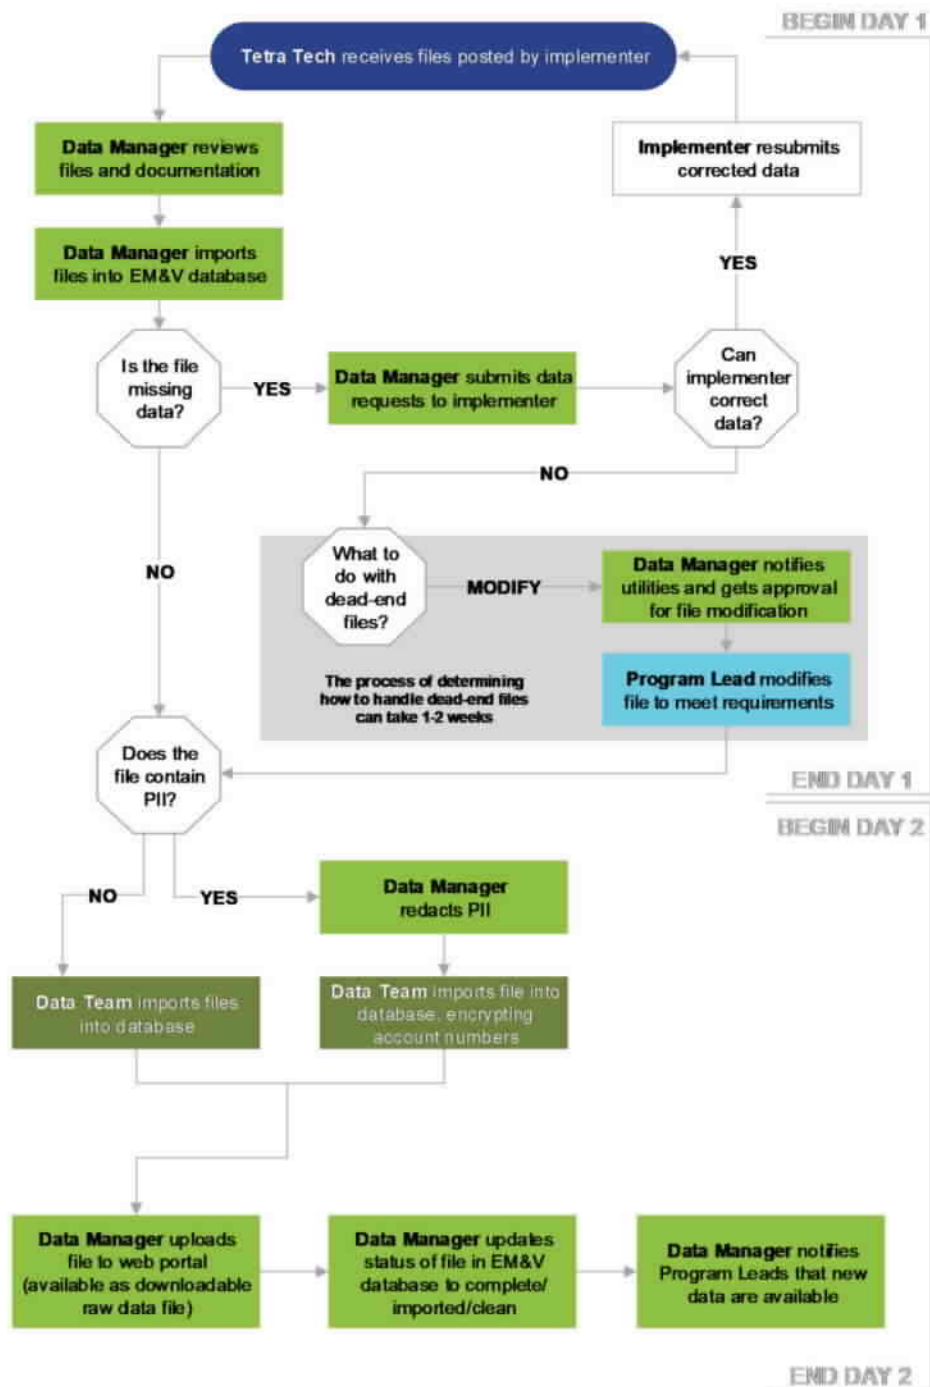 BEGIN DAY 1
Tetra Tech receives files posted by implementer
Data Manager reviews
files and documentation
Implementer resubmits
corrected data
Data Manager imports
files into EM&V database
YES
Is the file
missing
data?
YES
Data Manager submits data
requests to implementer
Can
implementer
correct
data?
NO
NO
What to
do with
dead-end
files?
MODIFY
Data Manager notifies
utilities and gets approval
for file modification
The process of determining
how to handle dead-end files
can take 1-2 weeks
Program Lead modifies
file to meet requirements
Does the
file contain
PII?
END DAY 1
BEGIN DAY 2
NO
YES
Data Manager
redacts PII
Data Team imports files
into database
Data Team imports file into
database, encrypting
account numbers
Data Manager uploads
file to web portal
(available as downloadable
raw data file)
Data Manager updates
status of file in EM&V
database to complete/
imported/clean
Data Manager notifies
Program Leads that new
data are available
END DAY 2